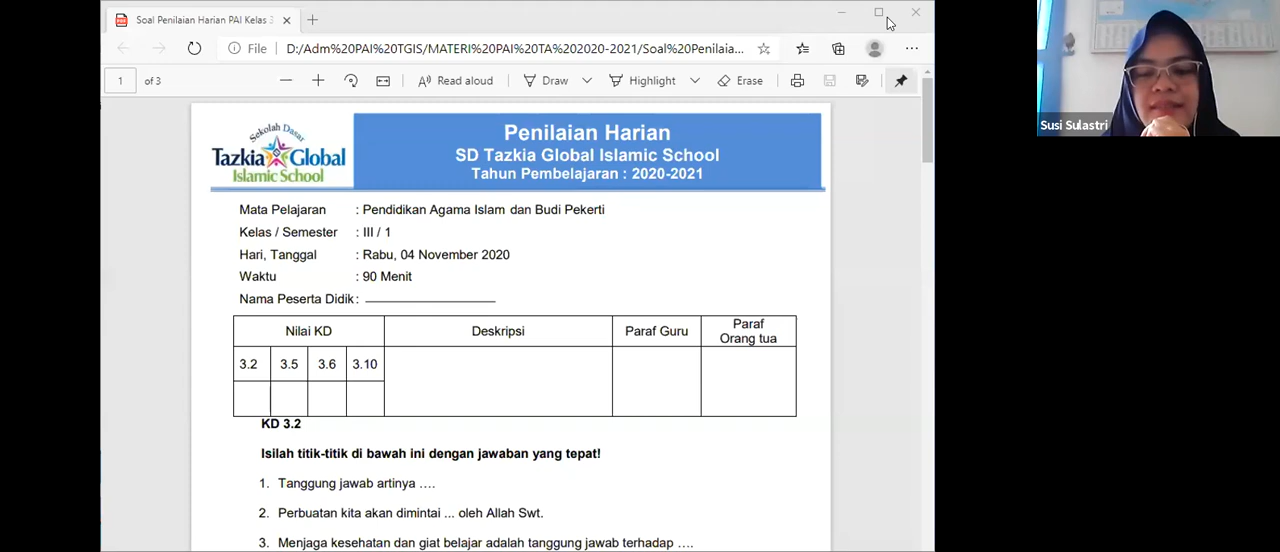 Soal Penilaian Harian PAI Kelas 3
File D:/Adm%20PAI%20TGIS/MATERI%20PAI%20TA%202020-2021/Soal%20Penilaia...
1 of 3 Read aloud Draw Highlight Erase
Susi Sulastri
Sekolah Dasar
Tazkia Global
Islamic School
Penilaian Harian
SD Tazkia Global Islamic School
Tahun Pembelajaran : 2020-2021
Mata Pelajaran : Pendidikan Agama Islam dan Budi Pekerti
Kelas / Semester : III / 1
Hari, Tanggal : Rabu, 04 November 2020
Waktu : 90 Menit
Nama Peserta Didik :
Nilai KD Deskripsi Paraf Guru Paraf Orang tua
3.2 3.5 3.6 3.10
KD 3.2
Isilah titik-titik di bawah ini dengan jawaban yang tepat!
1. Tanggung jawab artinya ....
2. Perbuatan kita akan dimintai ... oleh Allah Swt.
3. Menjaga kesehatan dan giat belajar adalah tanggung jawab terhadap ....